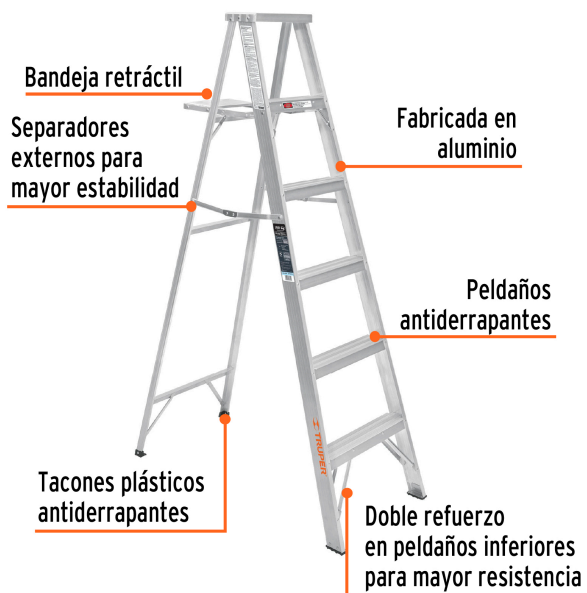 Bandeja retráctil
Separadores
externos para
mayor estabilidad
Fabricada en
aluminio
Peldaños
antiderrapantes
TRUPER
Tacones plásticos
antiderrapantes
Doble refuerzo
en peldaños inferiores
para mayor resistencia